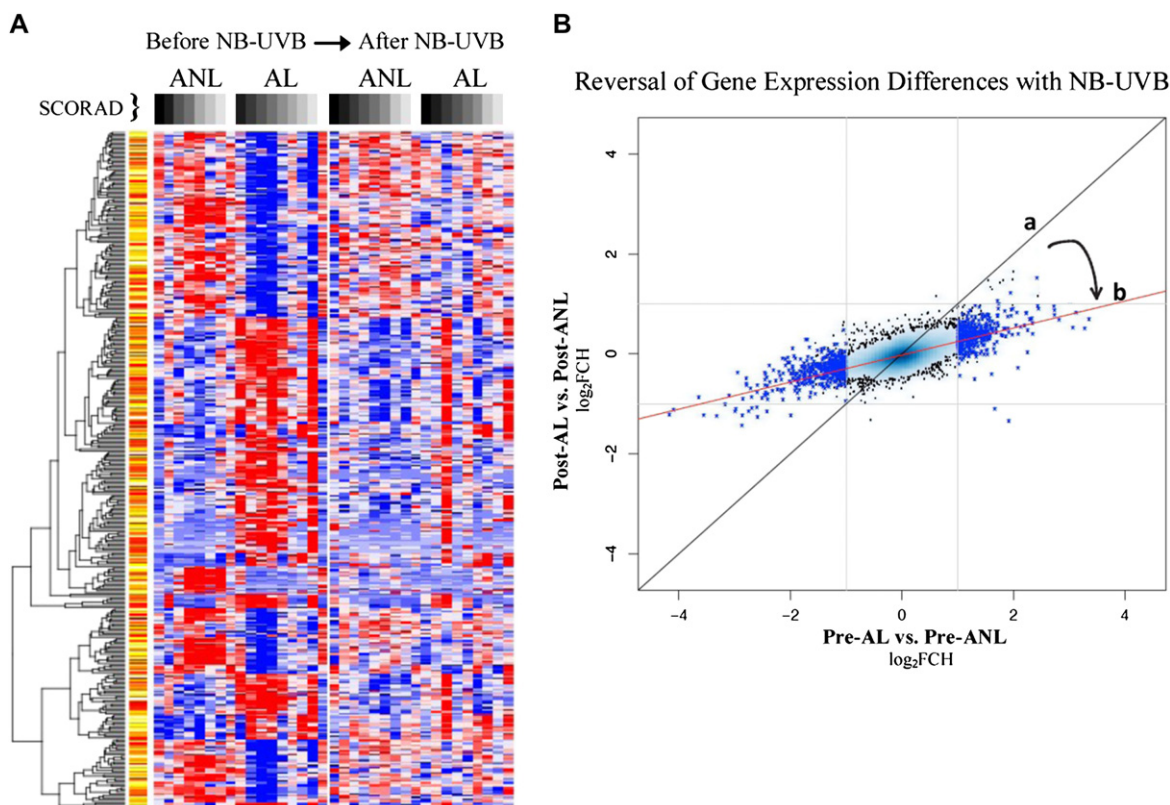 A
Before NB-UVB → After NB-UVB
ANL AL ANL AL
SCORAD }
B
Reversal of Gene Expression Differences with NB-UVB
4
2
0
−2
−4
a
b
Post-AL vs. Post-ANL
log₂FCH
−4 −2 0 2 4
Pre-AL vs. Pre-ANL
log₂FCH